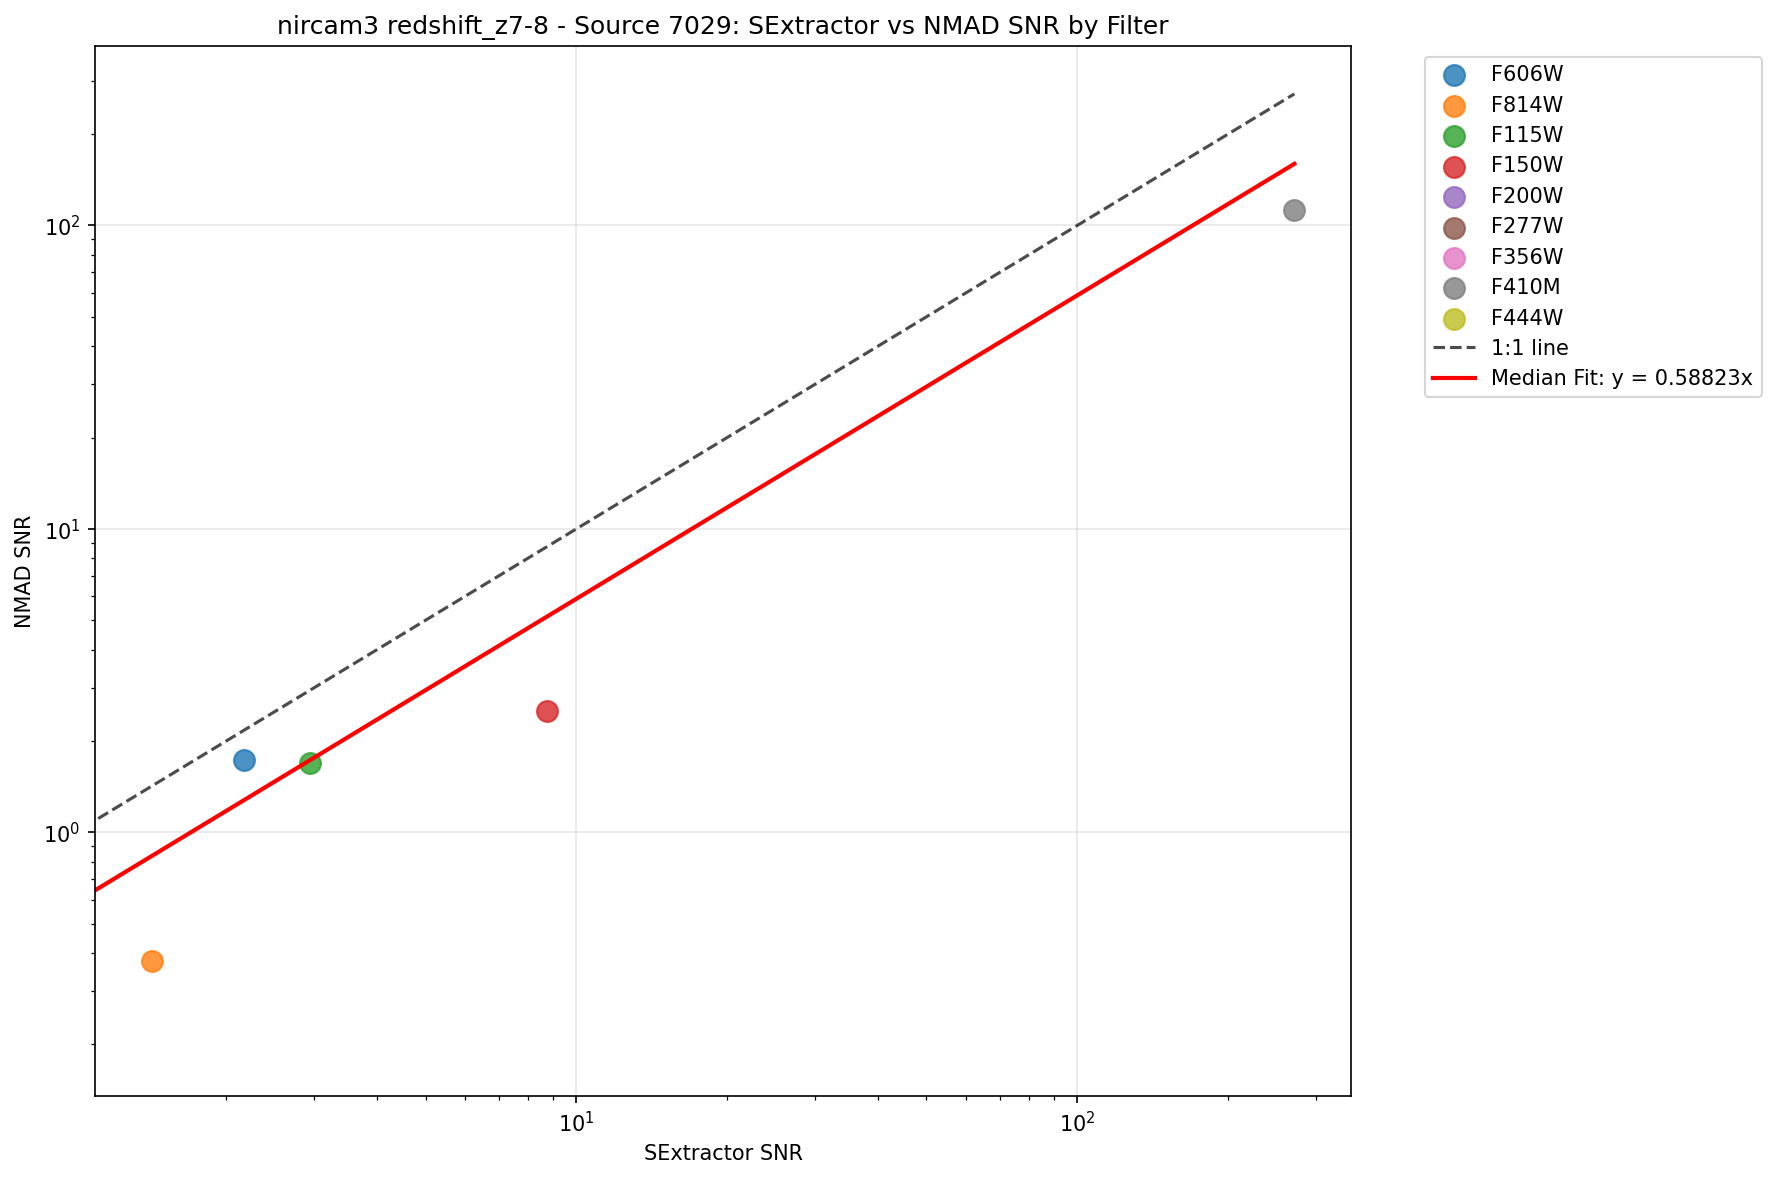 nircam3 redshift_z7-8 - Source 7029: SExtractor vs NMAD SNR by Filter
NMAD SNR
10²
10¹
10⁰
10¹
10²
SExtractor SNR
F606W
F814W
F115W
F150W
F200W
F277W
F356W
F410M
F444W
1:1 line
Median Fit: y = 0.58823x